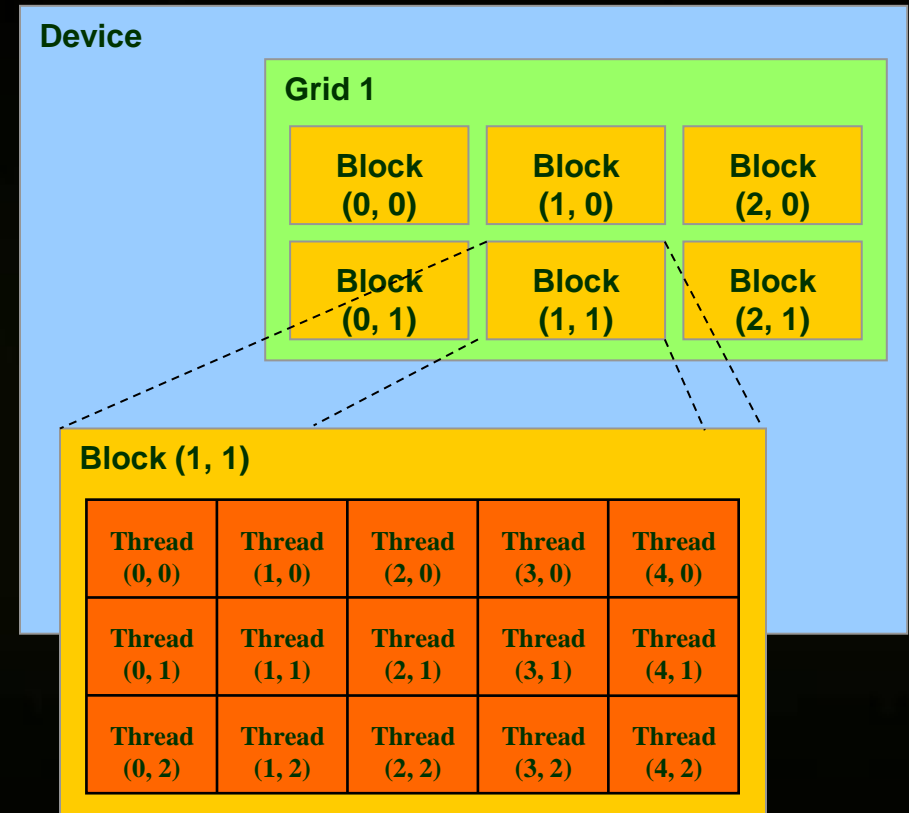 Device
Grid 1
Block
(0, 0)
Block
(1, 0)
Block
(2, 0)
Block
(0, 1)
Block
(1, 1)
Block
(2, 1)
Block (1, 1)
Thread
(0, 0)
Thread
(1, 0)
Thread
(2, 0)
Thread
(3, 0)
Thread
(4, 0)
Thread
(0, 1)
Thread
(1, 1)
Thread
(2, 1)
Thread
(3, 1)
Thread
(4, 1)
Thread
(0, 2)
Thread
(1, 2)
Thread
(2, 2)
Thread
(3, 2)
Thread
(4, 2)